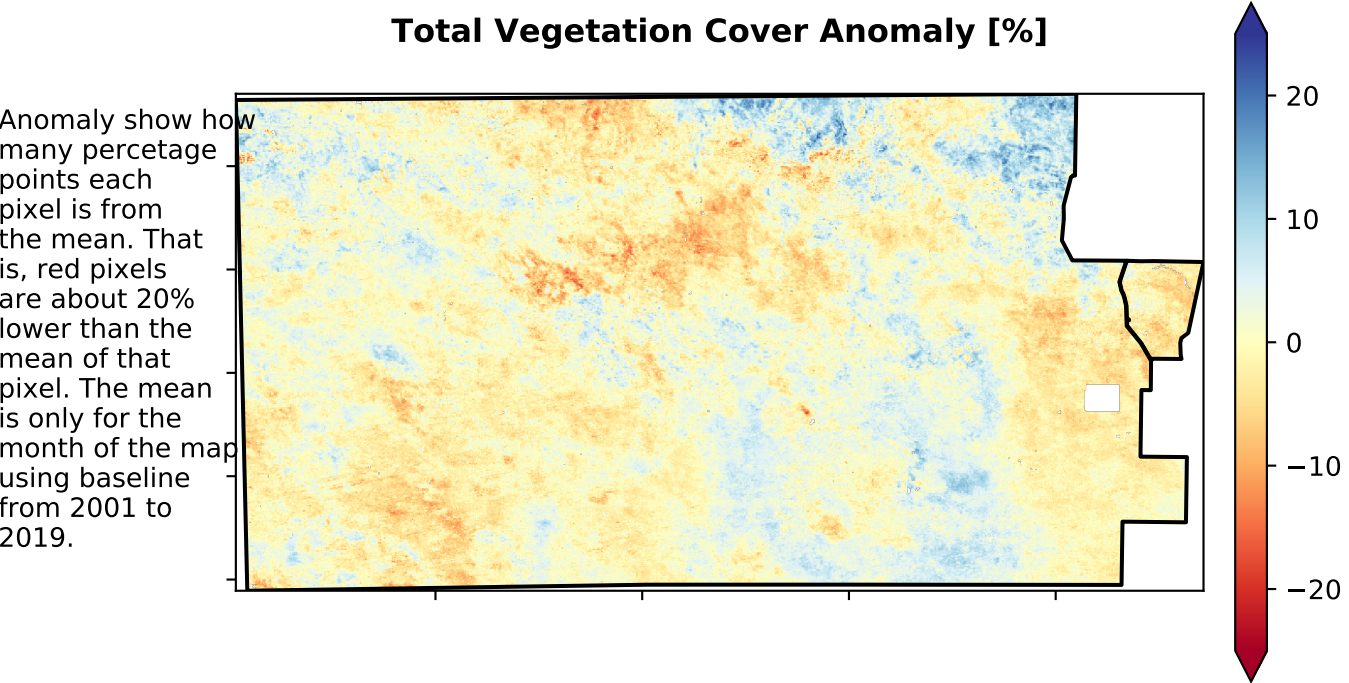 Total Vegetation Cover Anomaly [%]
Anomaly show how
many percetage
points each
pixel is from
the mean. That
is, red pixels
are about 20%
lower than the
mean of that
pixel. The mean
is only for the
month of the map
using baseline
from 2001 to
2019.
20
10
0
−10
−20